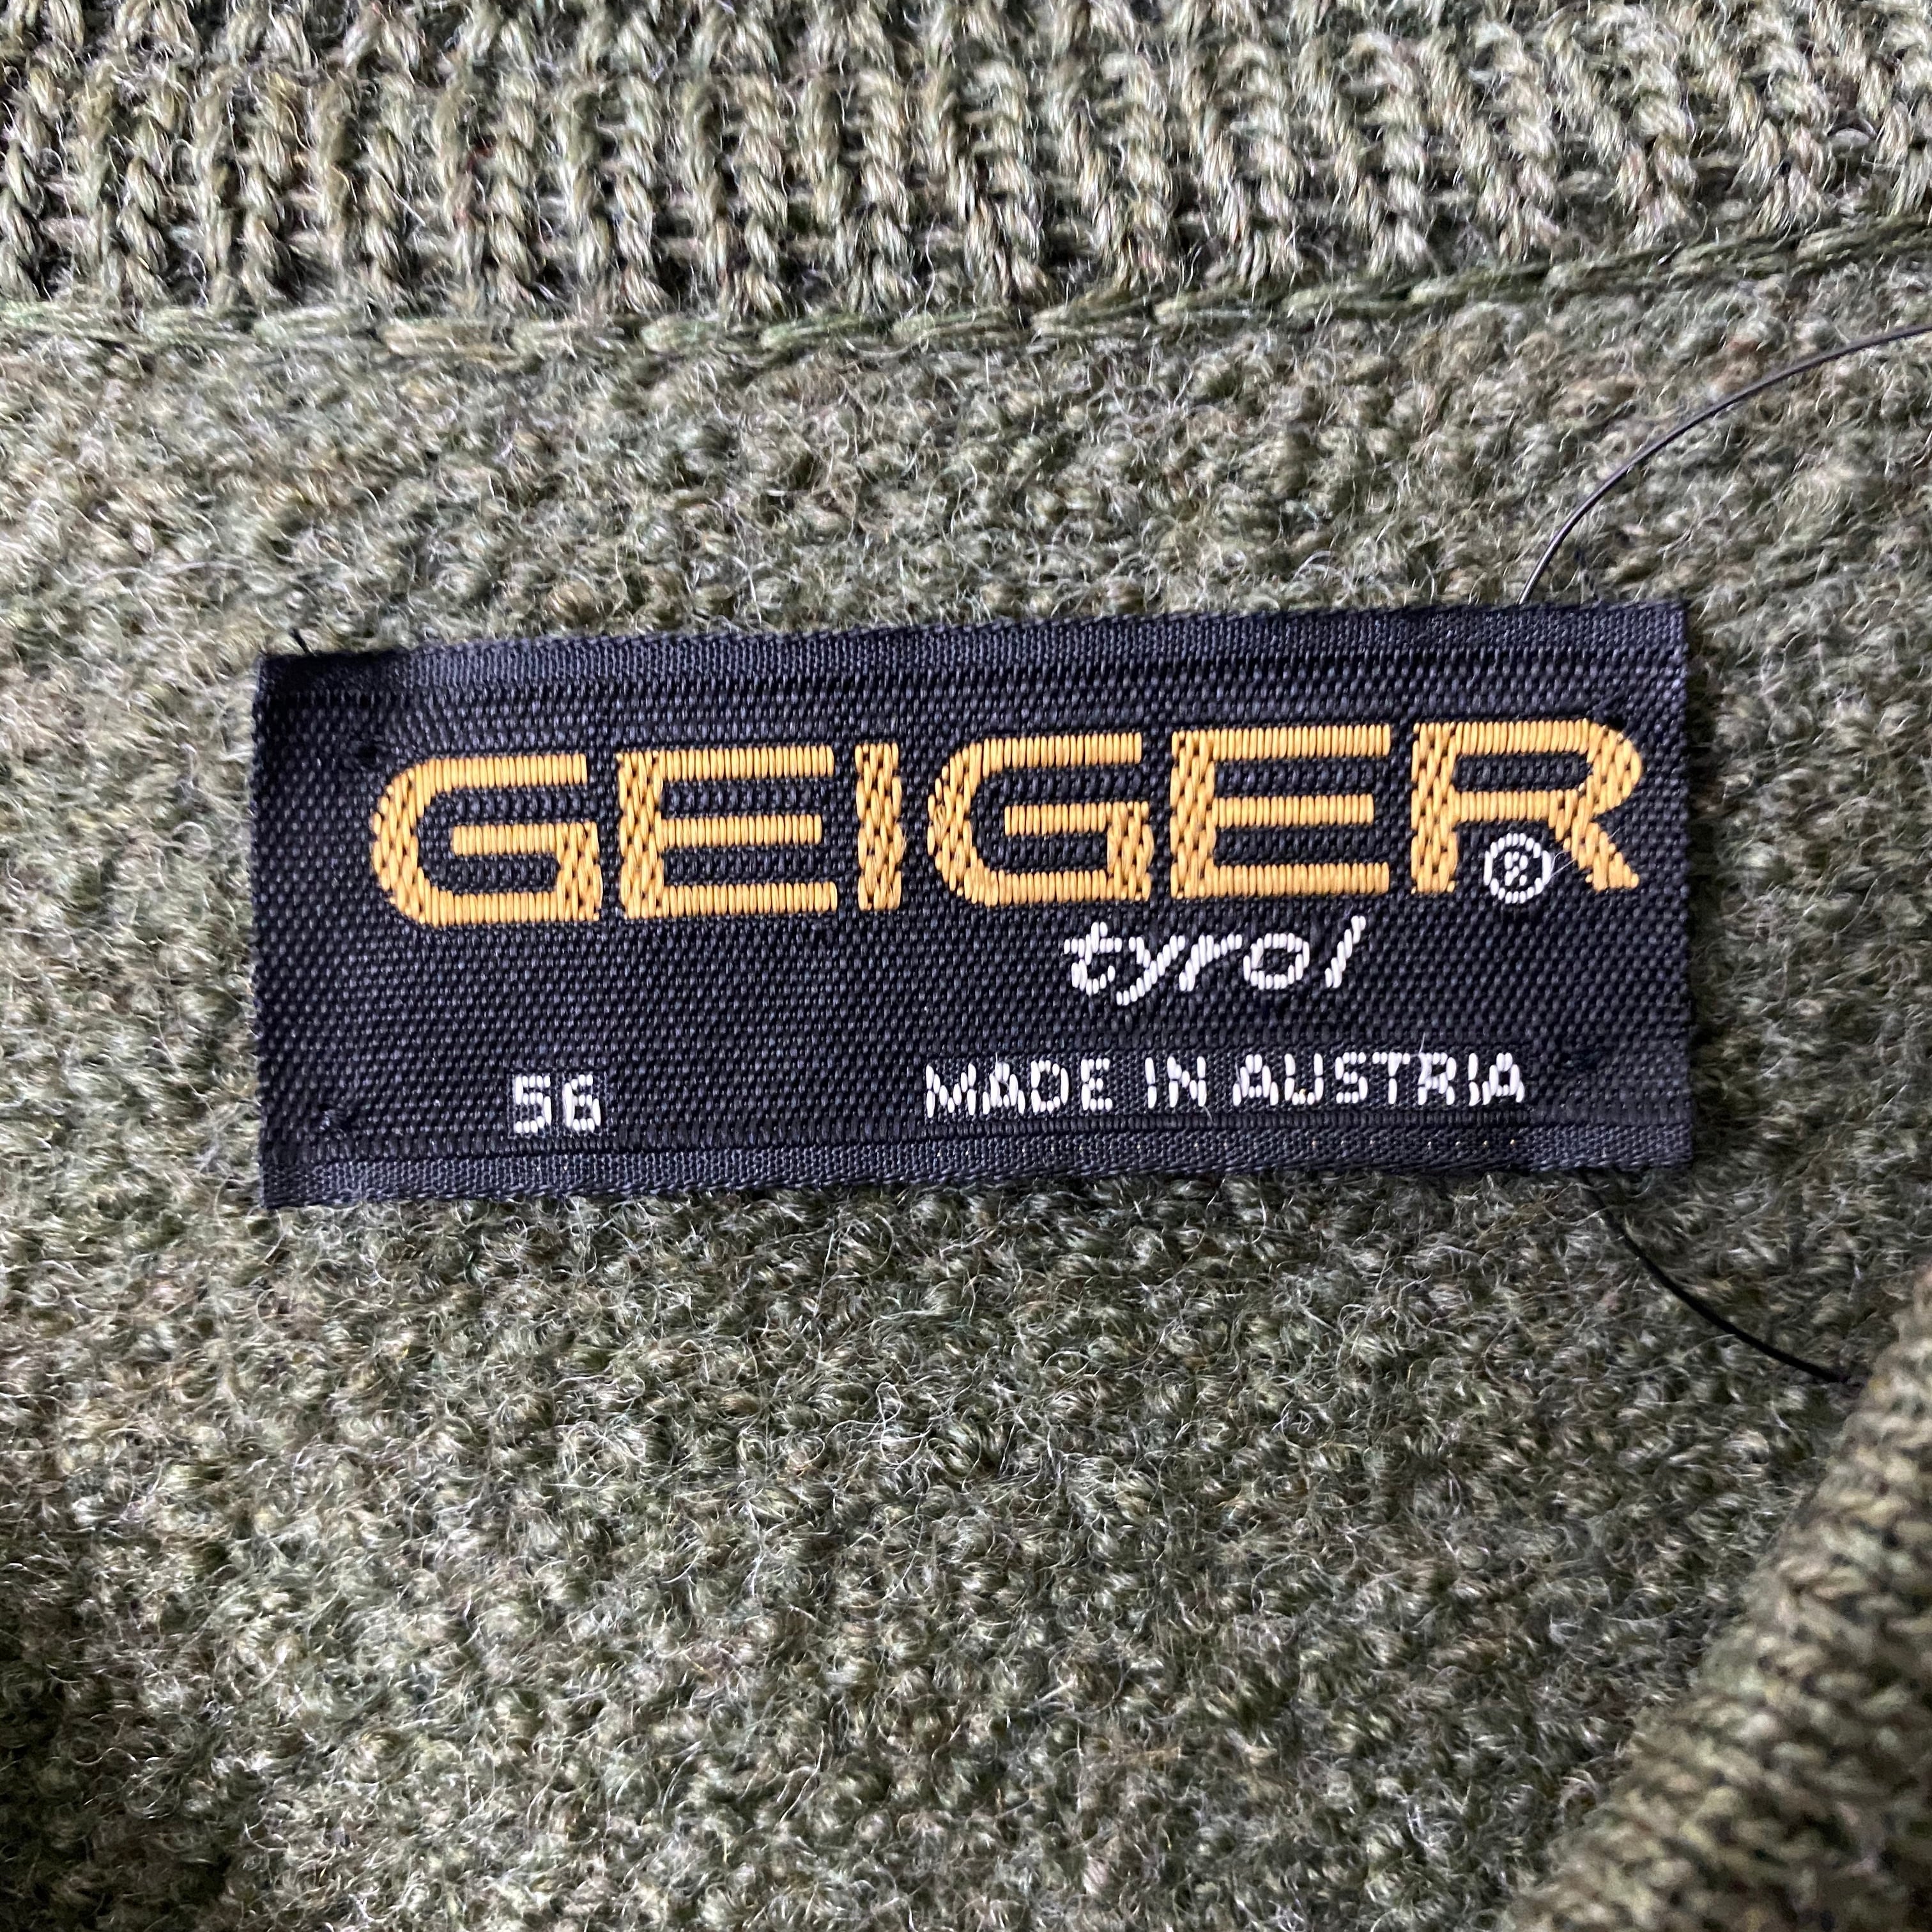 GEIGER®
tyrol
56 MADE IN AUSTRIA